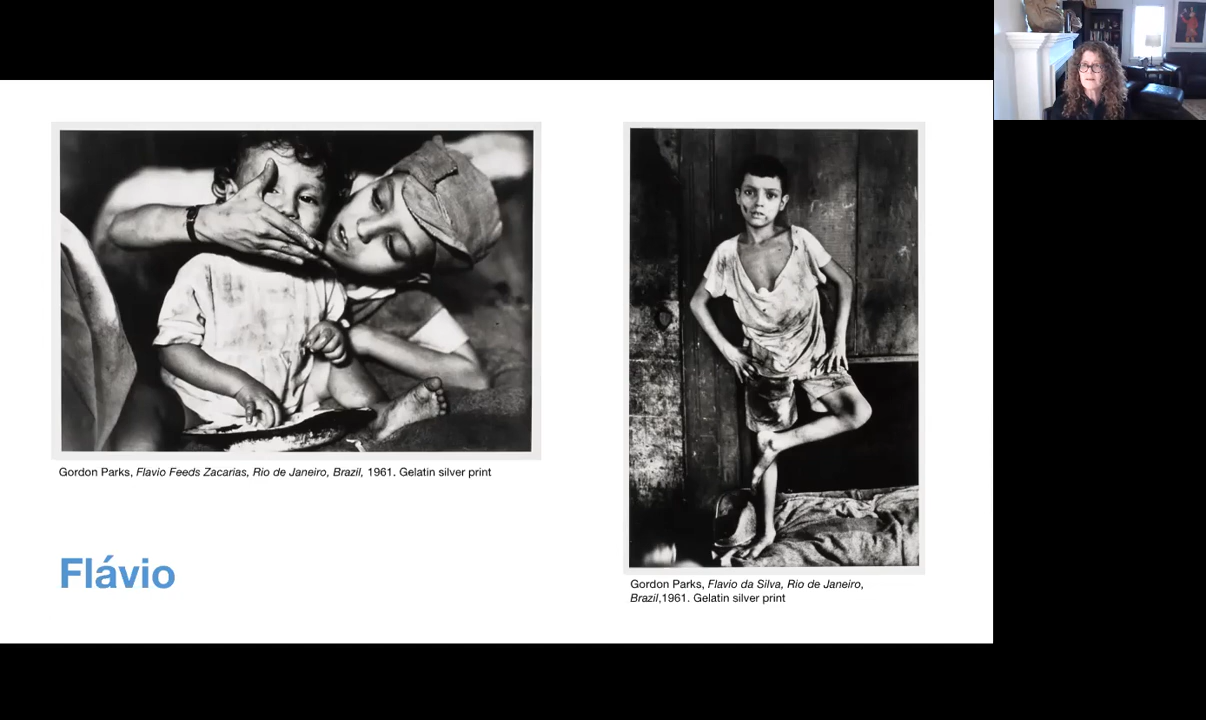 Gordon Parks, Flavio Feeds Zacarias, Rio de Janeiro, Brazil, 1961. Gelatin silver print
Flávio
Gordon Parks, Flavio da Silva, Rio de Janeiro,
Brazil,1961. Gelatin silver print